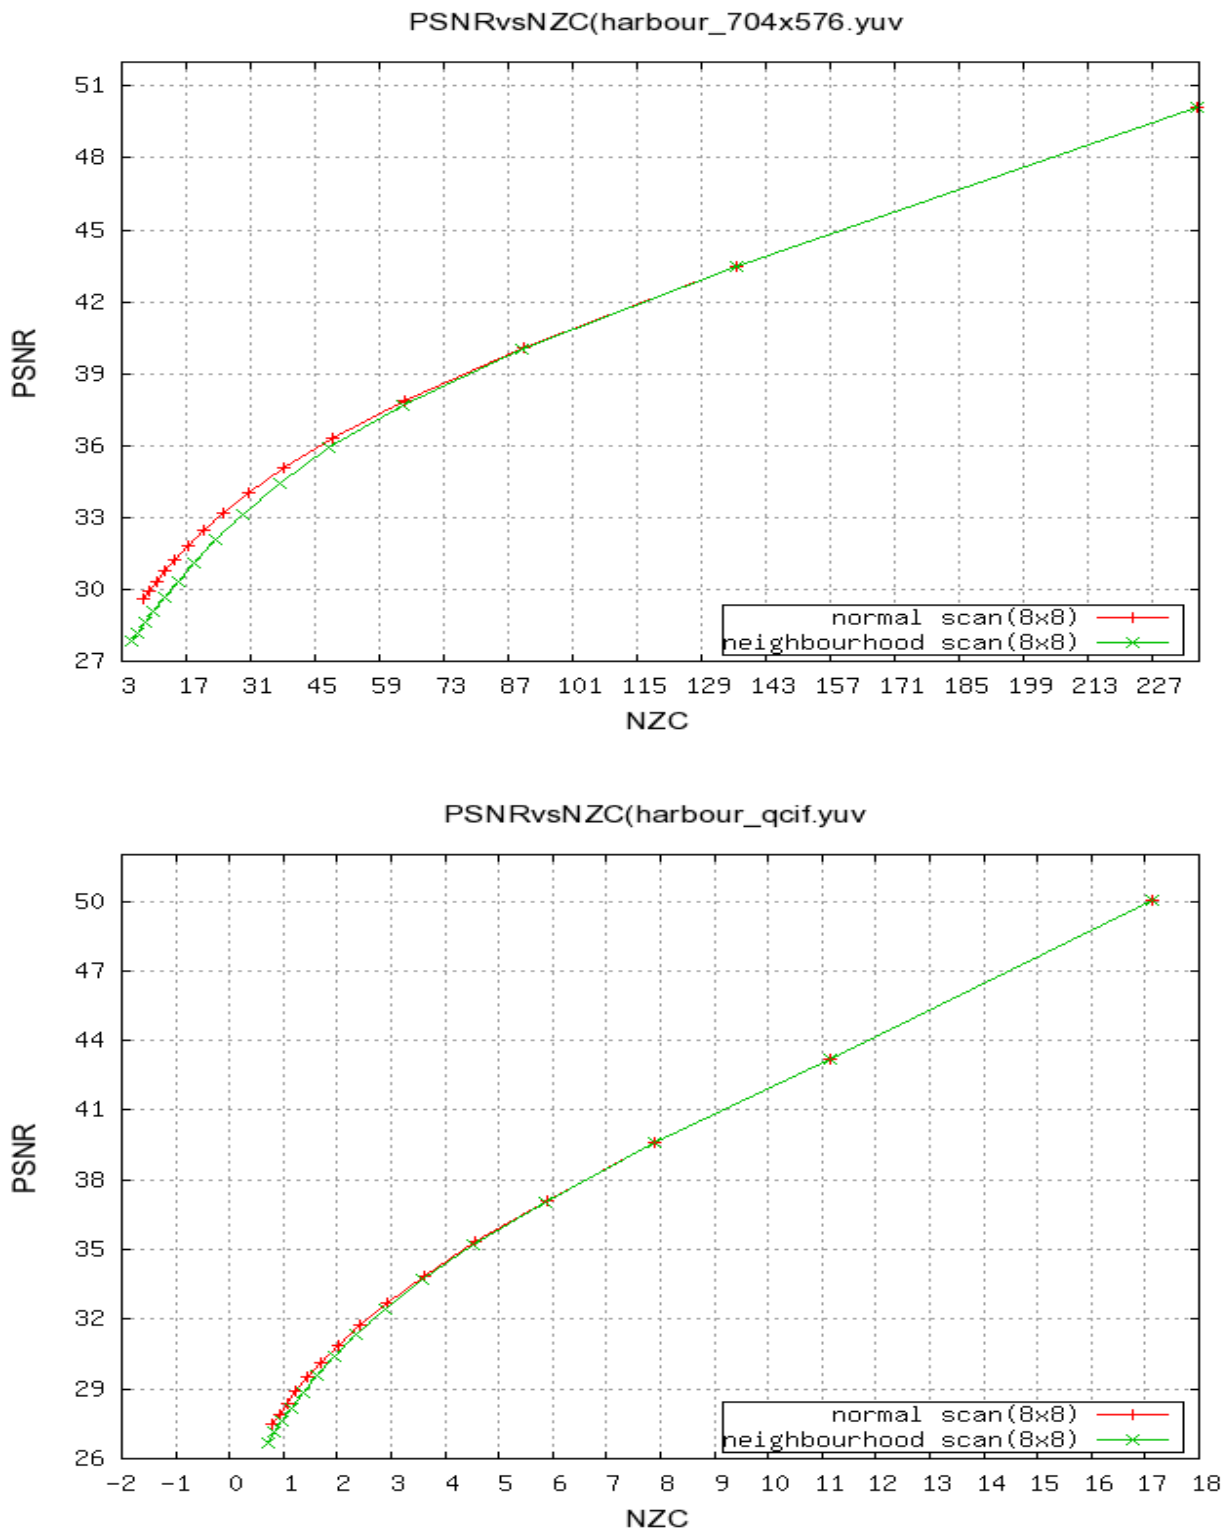 PSNRvsNZC(harbour_704x576.yuv
51
48
45
42
39
36
33
30
27
PSNR
normal scan(8x8)
neighbourhood scan(8x8)
3 17 31 45 59 73 87 101 115 129 143 157 171 185 199 213 227
NZC
PSNRvsNZC(harbour_qcif.yuv
50
47
44
41
38
35
32
29
26
PSNR
normal scan(8x8)
neighbourhood scan(8x8)
-2 -1 0 1 2 3 4 5 6 7 8 9 10 11 12 13 14 15 16 17 18
NZC